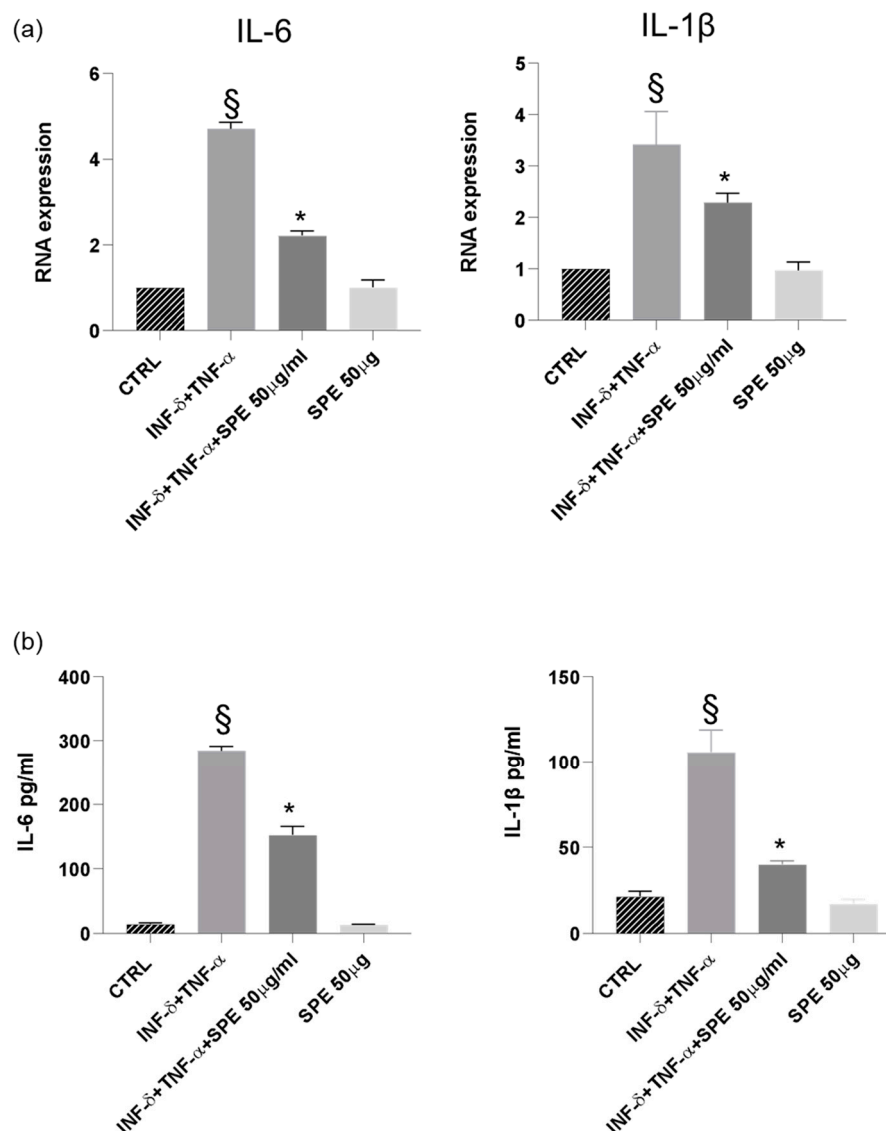 (a)
IL-6
RNA expression
6
4
2
0
§
*
CTRL
INF-δ+TNF-α
INF-δ+TNF-α+SPE 50μg/ml
SPE 50μg
IL-1β
RNA expression
5
4
3
2
1
0
§
*
CTRL
INF-δ+TNF-α
INF-δ+TNF-α+SPE 50μg/ml
SPE 50μg
(b)
IL-6 pg/ml
400
300
200
100
0
§
*
CTRL
INF-δ+TNF-α
INF-δ+TNF-α+SPE 50μg/ml
SPE 50μg
IL-1β pg/ml
150
100
50
0
§
*
CTRL
INF-δ+TNF-α
INF-δ+TNF-α+SPE 50μg/ml
SPE 50μg